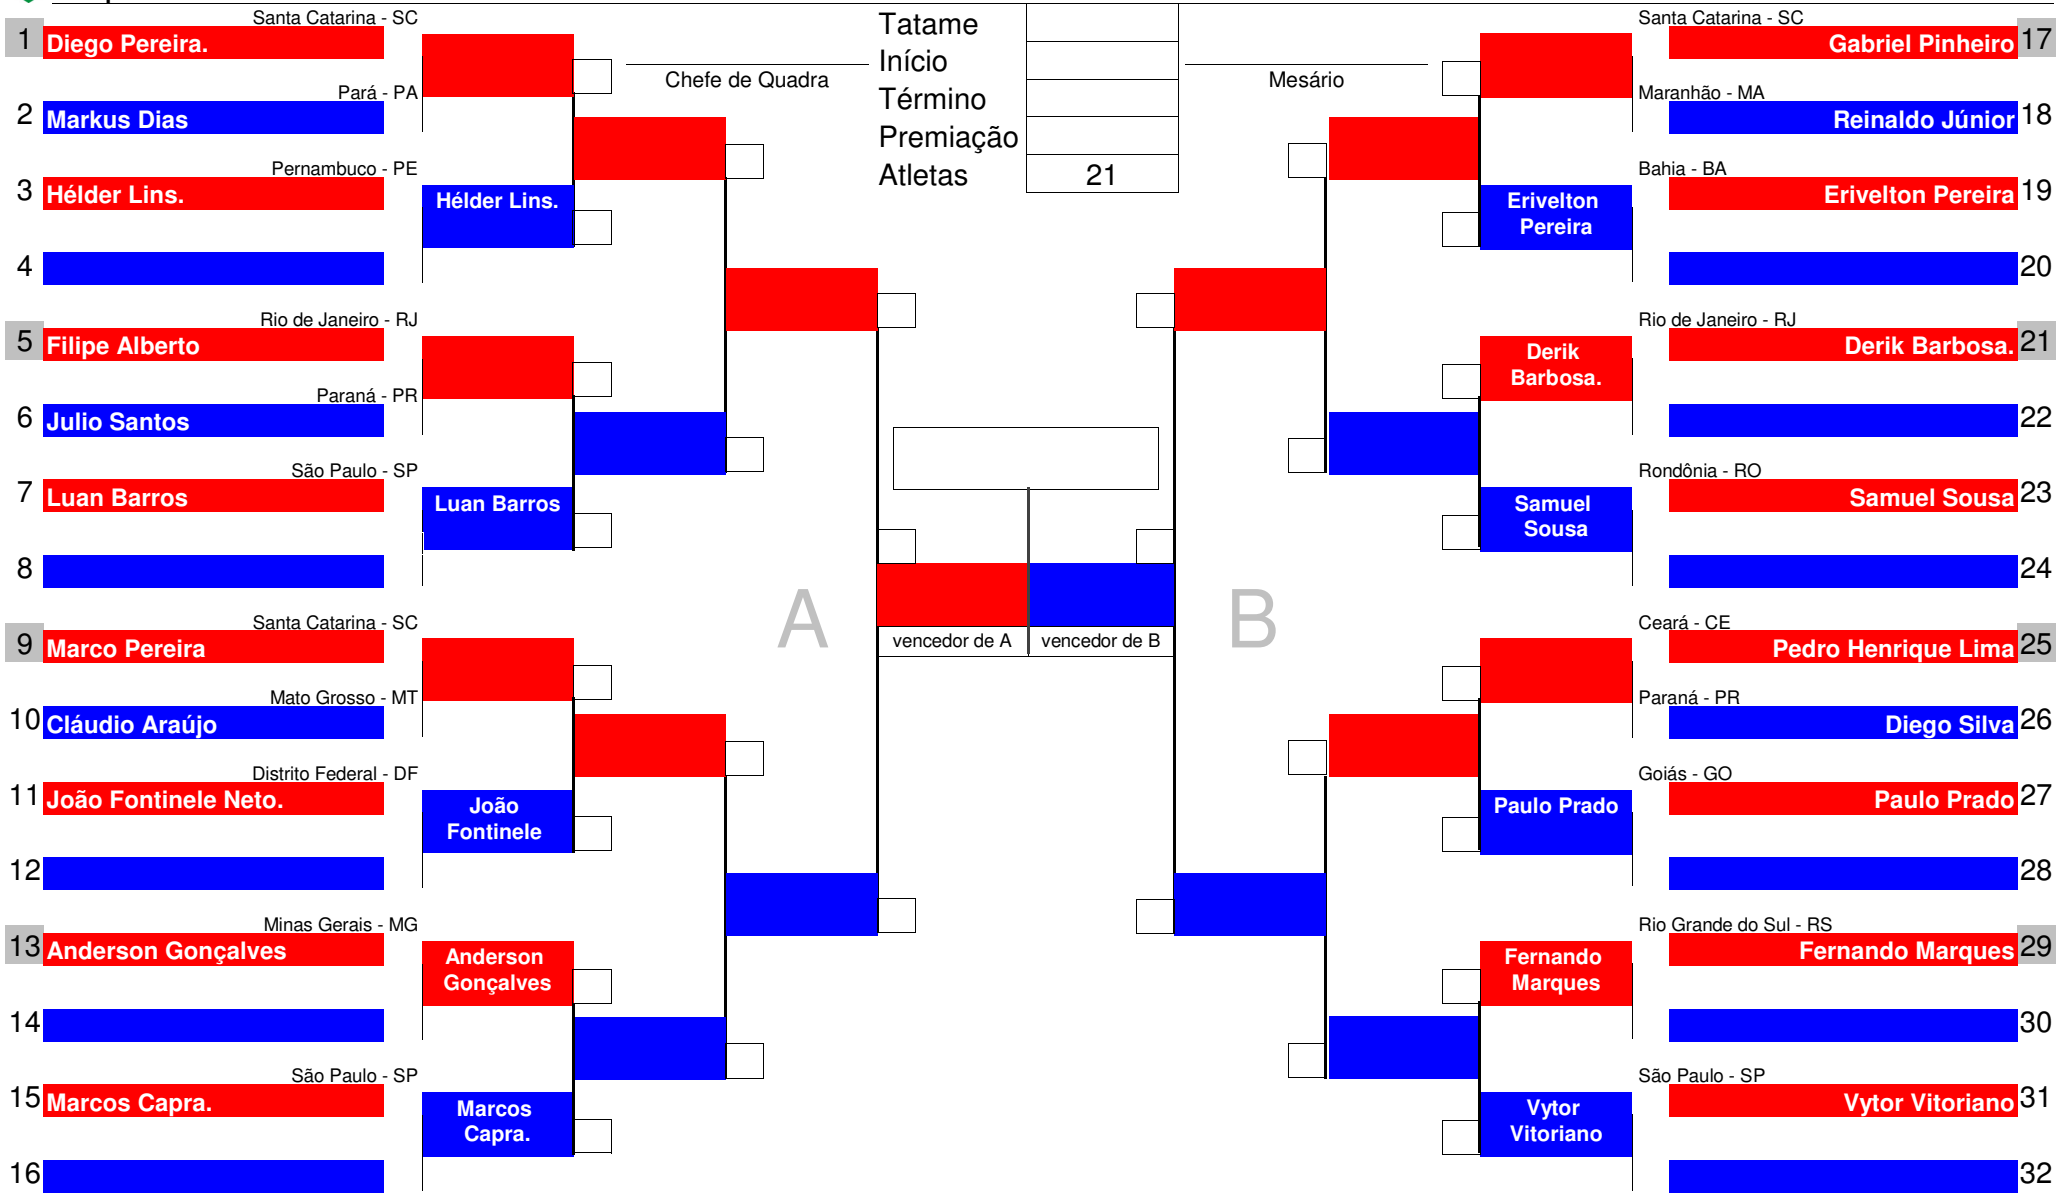 Santa Catarina - SC
1 Diego Pereira.
Pará - PA
2 Markus Dias
Pernambuco - PE
3 Hélder Lins.
4
Rio de Janeiro - RJ
5 Filipe Alberto
Paraná - PR
6 Julio Santos
São Paulo - SP
7 Luan Barros
8
Santa Catarina - SC
9 Marco Pereira
Mato Grosso - MT
10 Cláudio Araújo
Distrito Federal - DF
11 João Fontinele Neto.
12
Minas Gerais - MG
13 Anderson Gonçalves
14
São Paulo - SP
15 Marcos Capra.
16
Hélder Lins.
Luan Barros
João
Fontinele
Anderson
Gonçalves
Marcos
Capra.
Chefe de Quadra
Tatame
Início
Término
Premiação
Atletas 21
Mesário
A
B
vencedor de A
vencedor de B
Erivelton
Pereira
Derik
Barbosa.
Samuel
Sousa
Paulo Prado
Fernando
Marques
Vytor
Vitoriano
Santa Catarina - SC
Gabriel Pinheiro 17
Maranhão - MA
Reinaldo Júnior 18
Bahia - BA
Erivelton Pereira 19
20
Rio de Janeiro - RJ
Derik Barbosa. 21
22
Rondônia - RO
Samuel Sousa 23
24
Ceará - CE
Pedro Henrique Lima 25
Paraná - PR
Diego Silva 26
Goiás - GO
Paulo Prado 27
28
Rio Grande do Sul - RS
Fernando Marques 29
30
São Paulo - SP
Vytor Vitoriano 31
32